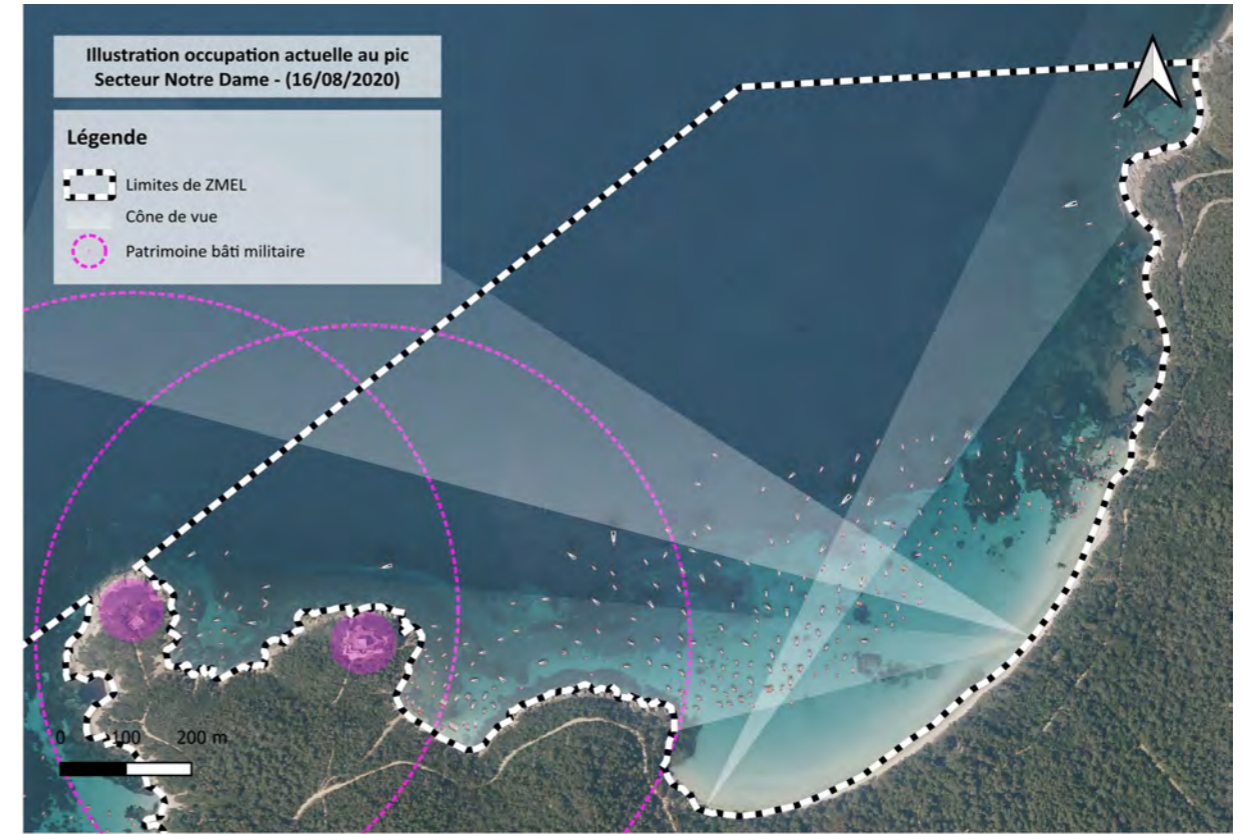 Illustration occupation actuelle au pic
Secteur Notre Dame - (16/08/2020)
Légende
Limites de ZMEL
Cône de vue
Patrimoine bâti militaire
0 100 200 m